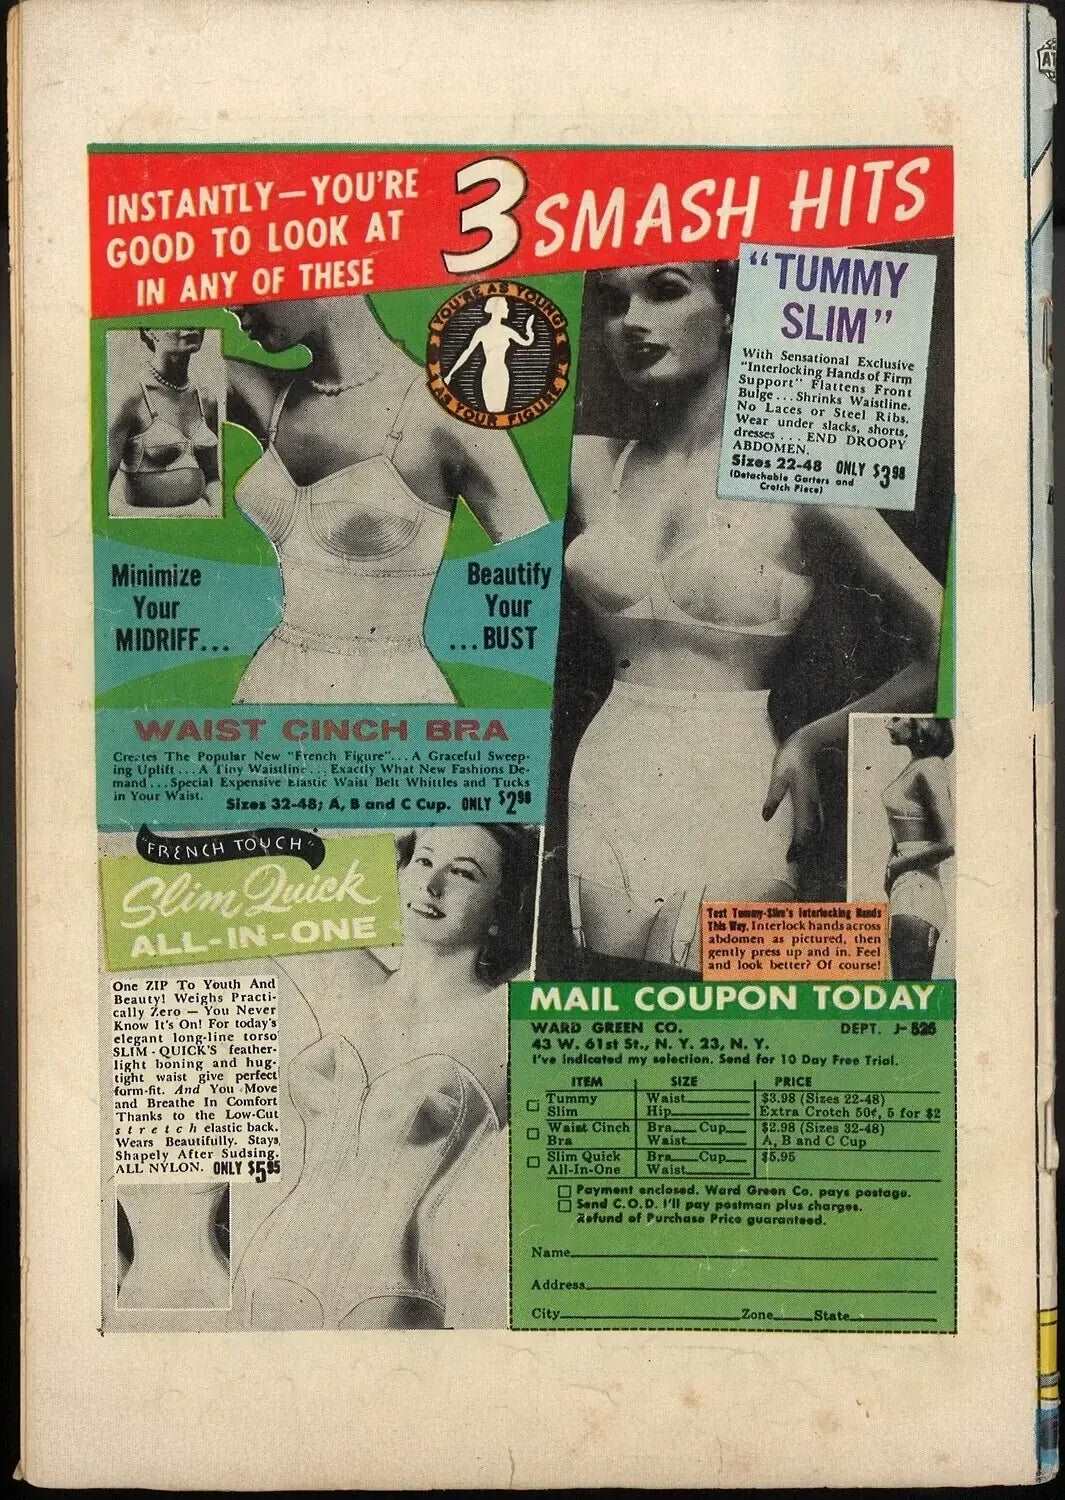 INSTANTLY—YOU'RE
GOOD TO LOOK AT
IN ANY OF THESE
3 SMASH HITS
YOU'RE AS YOUNG
AS YOUR FIGURE
"TUMMY
SLIM"
With Sensational Exclusive
"Interlocking Hands of Firm
Support" Flattens Front
Bulge...Shrinks Waistline.
No Laces or Steel Ribs.
Wear under slacks, shorts,
dresses ... END DROOPY
ABDOMEN.
Sizes 22-48 ONLY $3.98
(Detachable Garters and
Crotch Piece)
Minimize
Your
MIDRIFF...
Beautify
Your
...BUST
WAIST CINCH BRA
Creates The Popular New "French Figure"...A Graceful Sweep-
ing Uplift...A Tiny Waistline...Exactly What New Fashions De-
mand...Special Expensive Elastic Waist Belt Whittles and Tucks
in Your Waist.
Sizes 32-48; A, B and C Cup. ONLY $2.98
"FRENCH TOUCH"
Slim Quick
ALL-IN-ONE
One ZIP To Youth And
Beauty! Weighs Practi-
cally Zero — You Never
Know It's On! For today's
elegant long-line torso
SLIM-QUICK'S feather-
light boning and hug-
tight waist give perfect
form-fit. And You Move
and Breathe In Comfort
Thanks to the Low-Cut
stretch elastic back.
Wears Beautifully. Stays
Shapely After Sudsing.
ALL NYLON. ONLY $5.95
Test Tummy-Slim's Interlocking Hands
This Way. Interlock hands across
abdomen as pictured, then
gently press up and in. Feel
and look better? Of course!
MAIL COUPON TODAY
WARD GREEN CO. DEPT. J-526
43 W. 61st St., N. Y. 23, N. Y.
I've indicated my selection. Send for 10 Day Free Trial.
ITEM SIZE PRICE
Tummy Waist $3.98 (Sizes 22-48)
Slim Hip Extra Crotch 50¢, 5 for $2
Waist Cinch Bra Cup $2.98 (Sizes 32-48)
Bra Waist A, B and C Cup
Slim Quick Bra Cup $5.95
All-In-One Waist
Payment enclosed. Ward Green Co. pays postage.
Send C.O.D. I'll pay postman plus charges.
Refund of Purchase Price guaranteed.
Name
Address
City Zone State